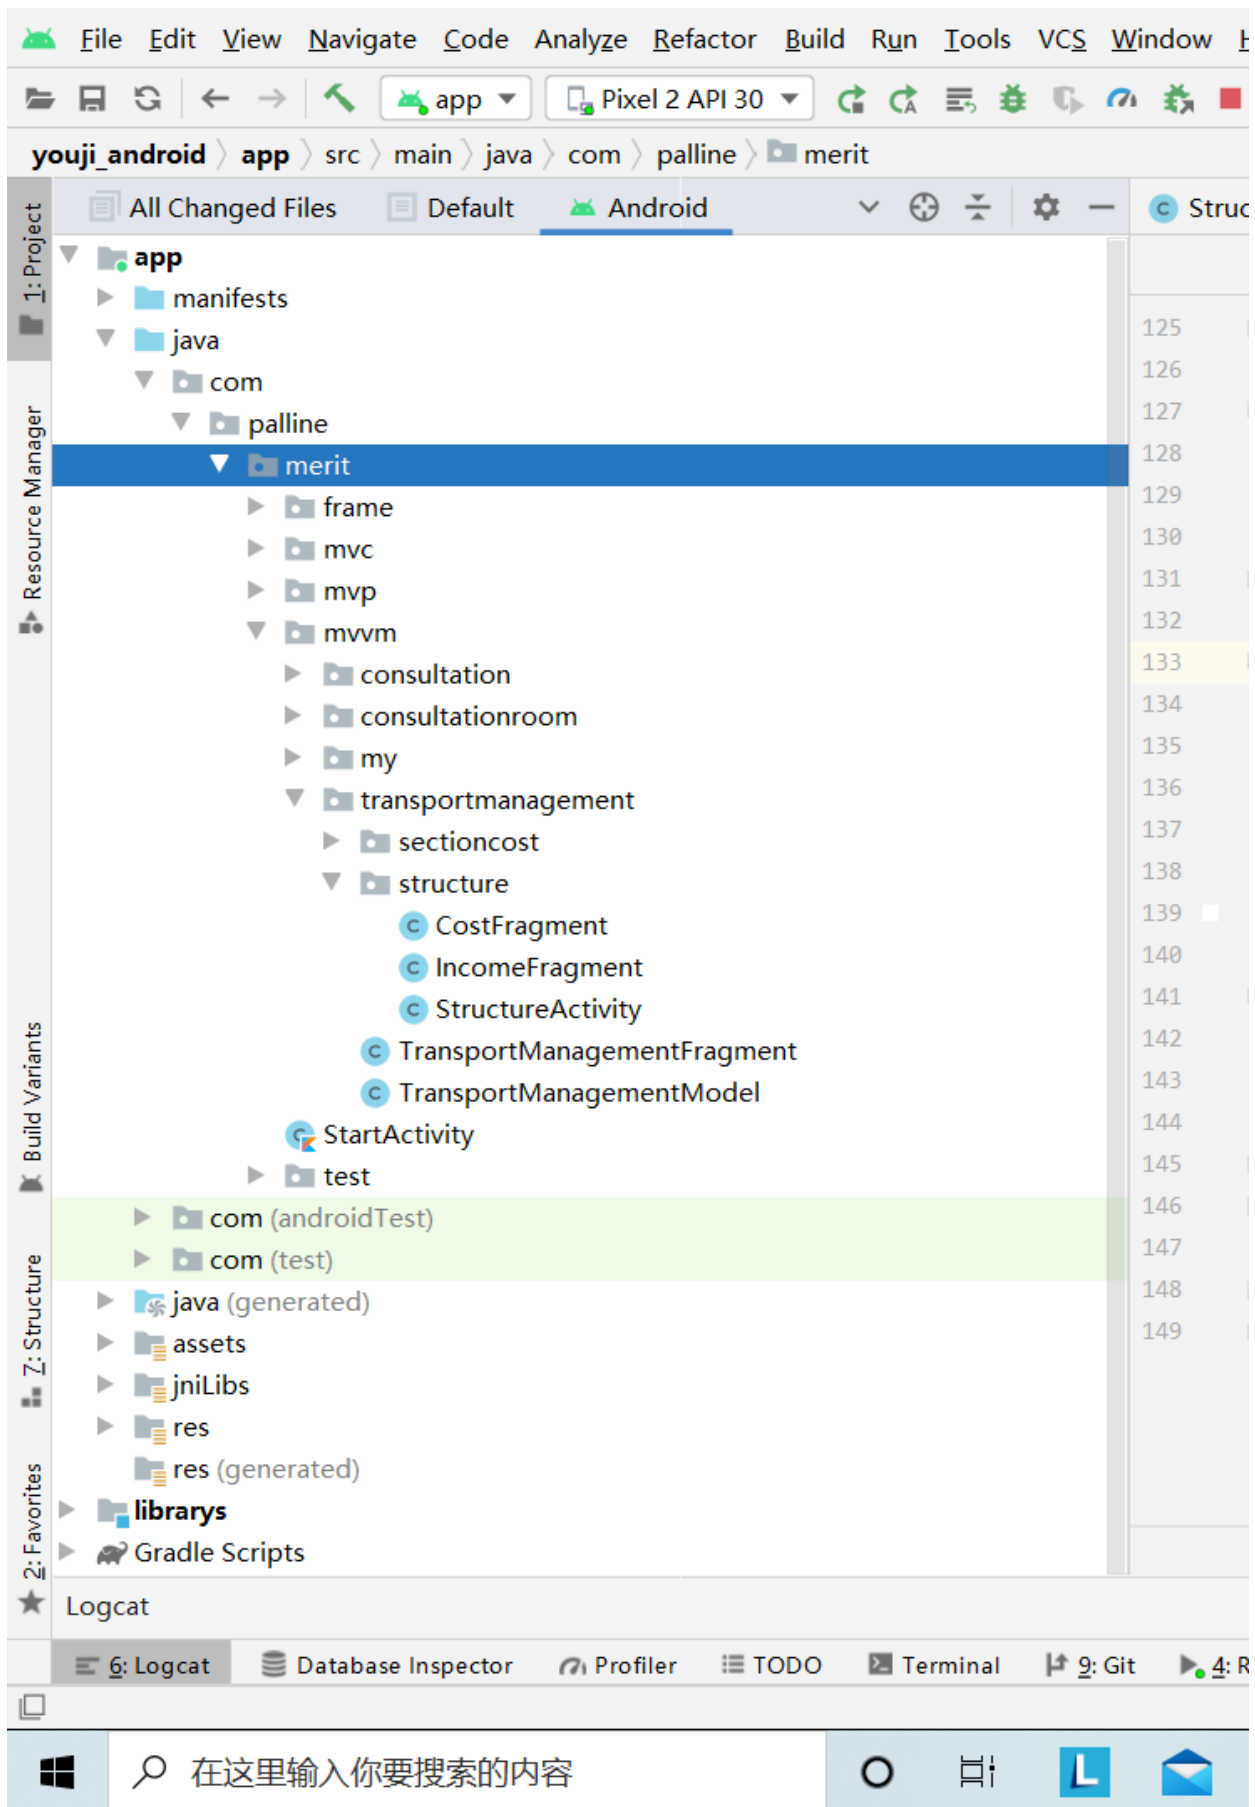 File Edit View Navigate Code Analyze Refactor Build Run Tools VCS Window
app Pixel 2 API 30
youji_android app src main java com palline merit
All Changed Files Default Android
1: Project
Resource Manager
Build Variants
7: Structure
2: Favorites
app
manifests
java
com
palline
merit
frame
mvc
mvp
mvvm
consultation
consultationroom
my
transportmanagement
sectioncost
structure
CostFragment
IncomeFragment
StructureActivity
TransportManagementFragment
TransportManagementModel
StartActivity
test
com (androidTest)
com (test)
java (generated)
assets
jniLibs
res
res (generated)
librarys
Gradle Scripts
C Struc
125
126
127
128
129
130
131
132
133
134
135
136
137
138
139
140
141
142
143
144
145
146
147
148
149
Logcat
6: Logcat Database Inspector Profiler TODO Terminal 9: Git 4: R
在这里输入你要搜索的内容
L